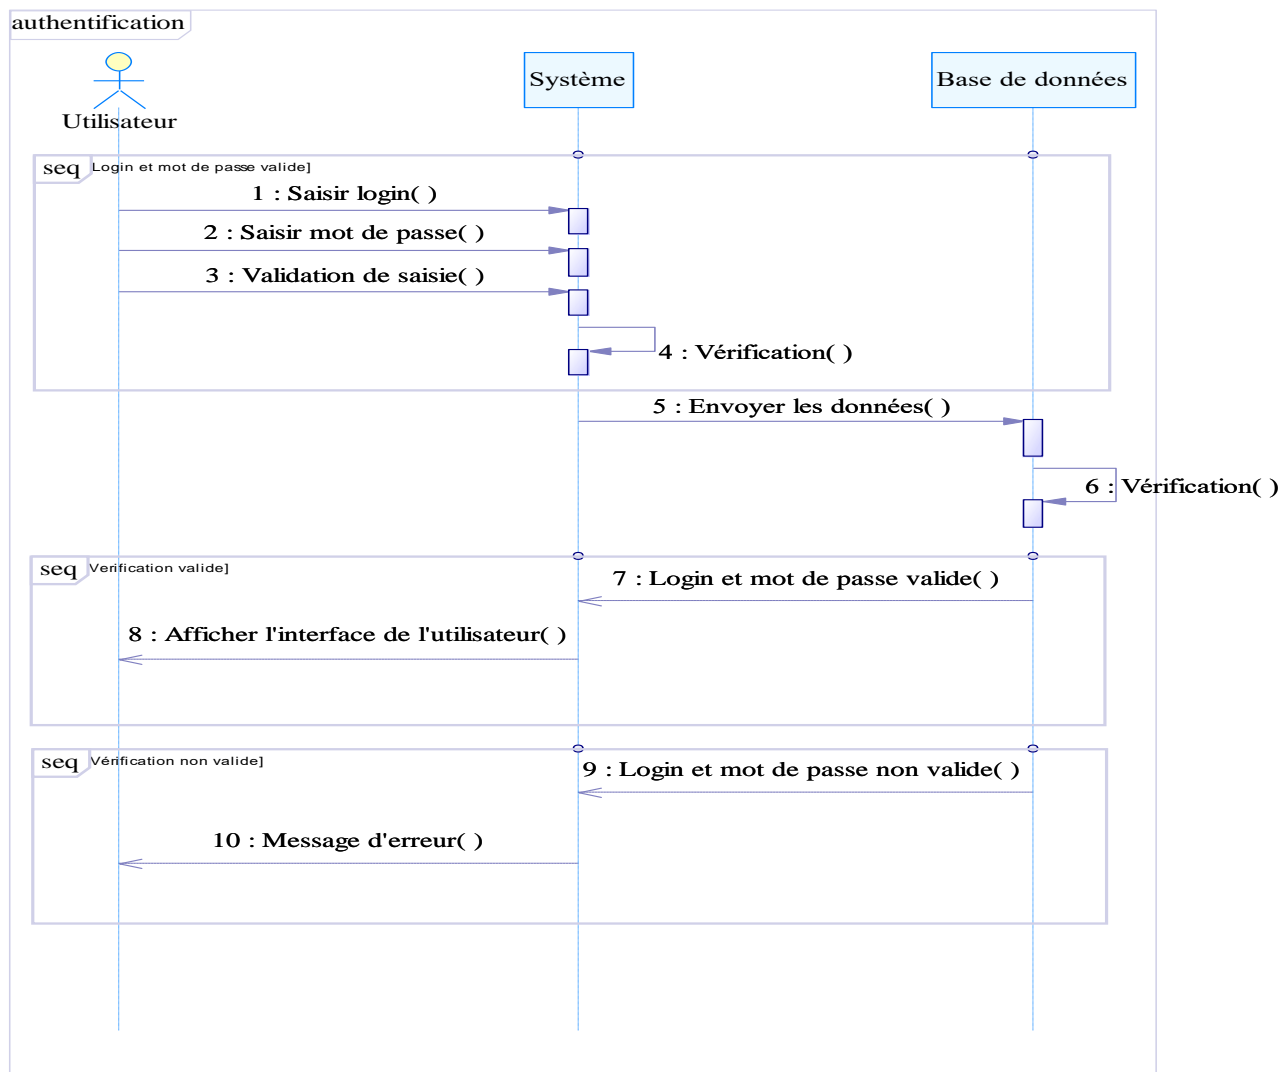 authentification
Utilisateur
Système
Base de données
seq
Login et mot de passe valide]
1 : Saisir login( )
2 : Saisir mot de passe( )
3 : Validation de saisie( )
4 : Vérification( )
5 : Envoyer les données( )
6 : Vérification( )
seq
Verification valide]
7 : Login et mot de passe valide( )
8 : Afficher l'interface de l'utilisateur( )
seq
Vérification non valide]
9 : Login et mot de passe non valide( )
10 : Message d'erreur( )